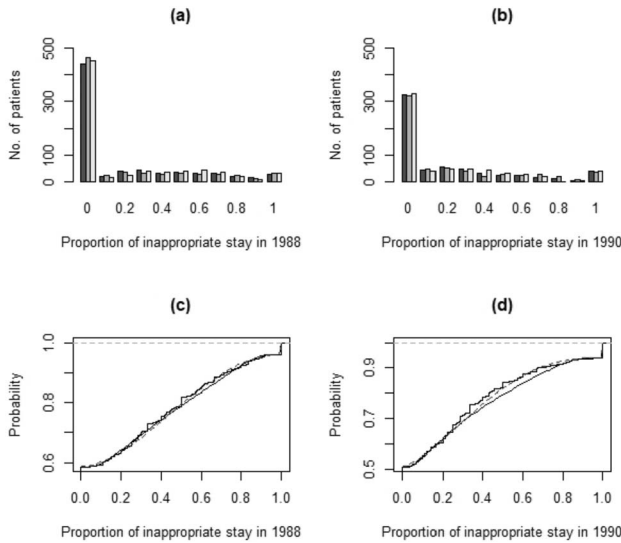 (a)
No. of patients
500
300
100
0
0 0.2 0.4 0.6 0.8 1
Proportion of inappropriate stay in 1988
(b)
No. of patients
500
300
100
0
0 0.2 0.4 0.6 0.8 1
Proportion of inappropriate stay in 1990
(c)
Probability
1.0
0.8
0.6
0.0 0.2 0.4 0.6 0.8 1.0
Proportion of inappropriate stay in 1988
(d)
Probability
0.9
0.7
0.5
0.0 0.2 0.4 0.6 0.8 1.0
Proportion of inappropriate stay in 1990